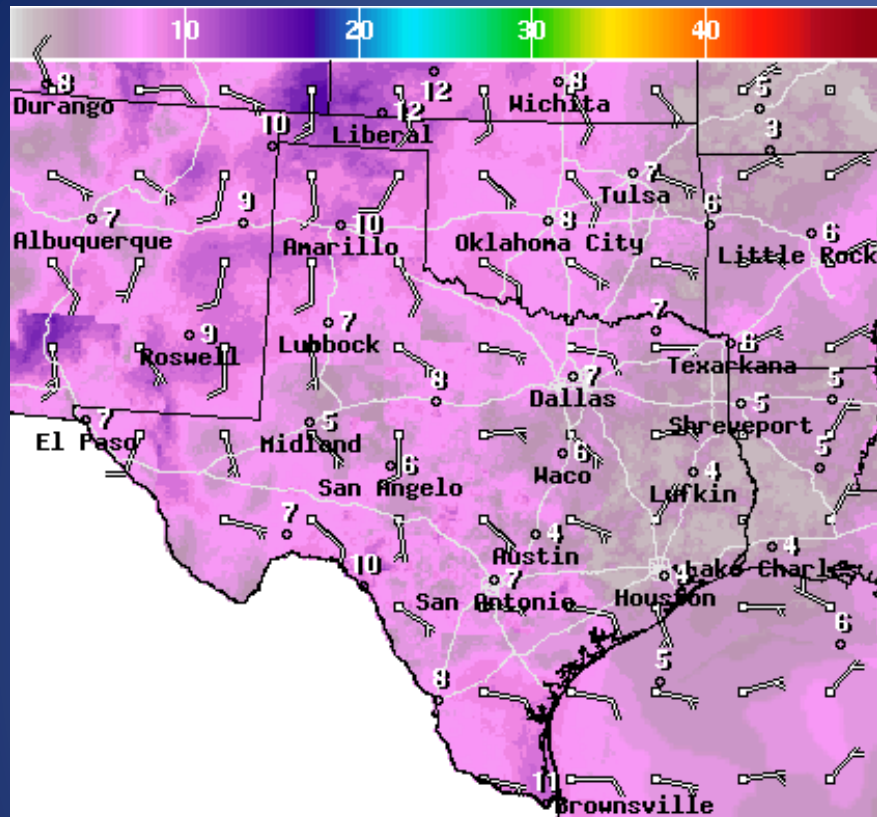 10 20 30 40
8 12 8 5
Durango Wichita
12
Liberal
10 3
7
Tulsa
7 9 10 8 6 6
Albuquerque Amarillo Oklahoma City Little Rock
9 7 7
Roswell Lubbock 6
Texarkana
7
8 Dallas 5 5
7 5 Shreveport
El Paso Midland
6 6 4 5
San Angelo Waco Lufkin
7 4 4
Austin
10 7 4 Lake Charles
San Antonio Houston
6
5
8
11
Brownsville